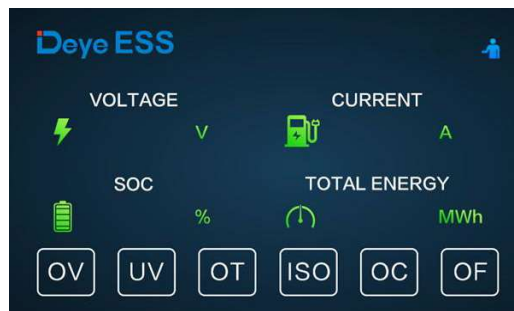 Deye ESS
VOLTAGE CURRENT
V A
SOC TOTAL ENERGY
% MWh
OV UV OT ISO OC OF